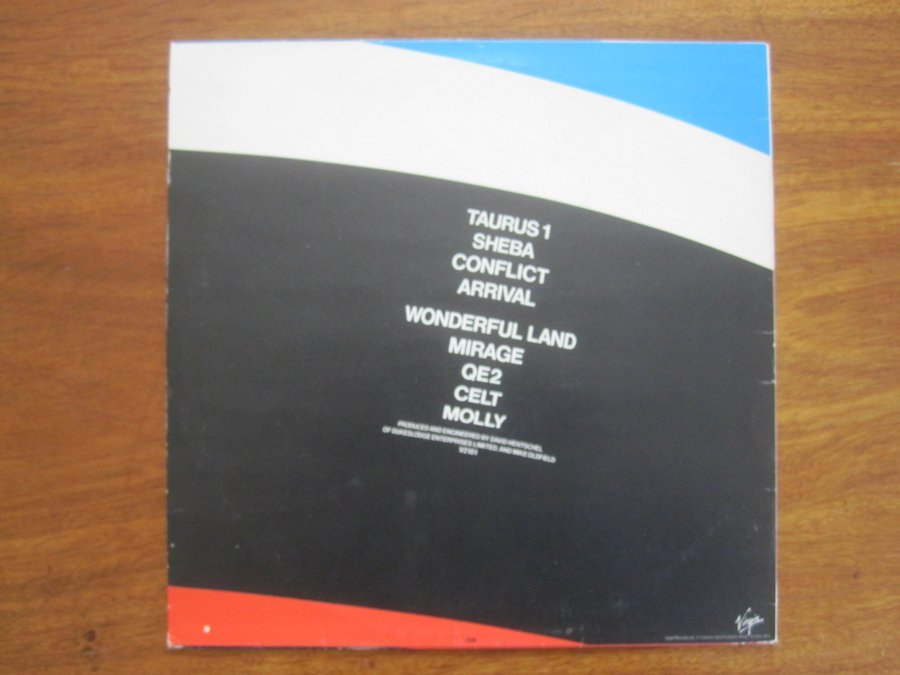 TAURUS 1
SHEBA
CONFLICT
ARRIVAL
WONDERFUL LAND
MIRAGE
QE2
CELT
MOLLY
PRODUCED AND ENGINEERED BY DAVID HENTSCHEL
OF DUKESLODGE ENTERPRISES LIMITED, AND MIKE OLDFIELD
V2181
Virgin